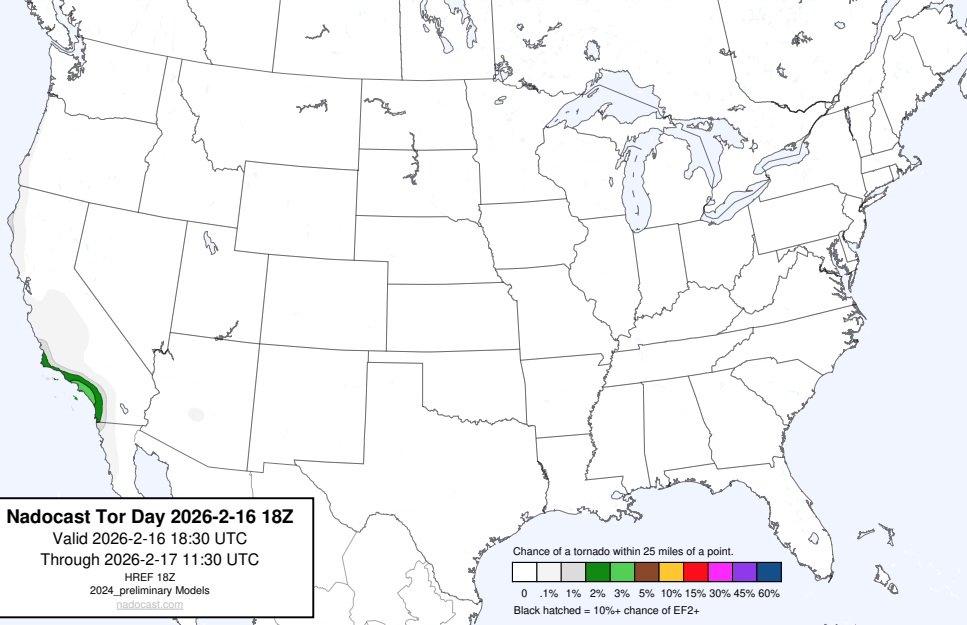 Nadocast Tor Day 2026-2-16 18Z
Valid 2026-2-16 18:30 UTC
Through 2026-2-17 11:30 UTC
HREF 18Z
2024_preliminary Models
nadocast.com
Chance of a tornado within 25 miles of a point.
0 .1% 1% 2% 3% 5% 10% 15% 30% 45% 60%
Black hatched = 10%+ chance of EF2+